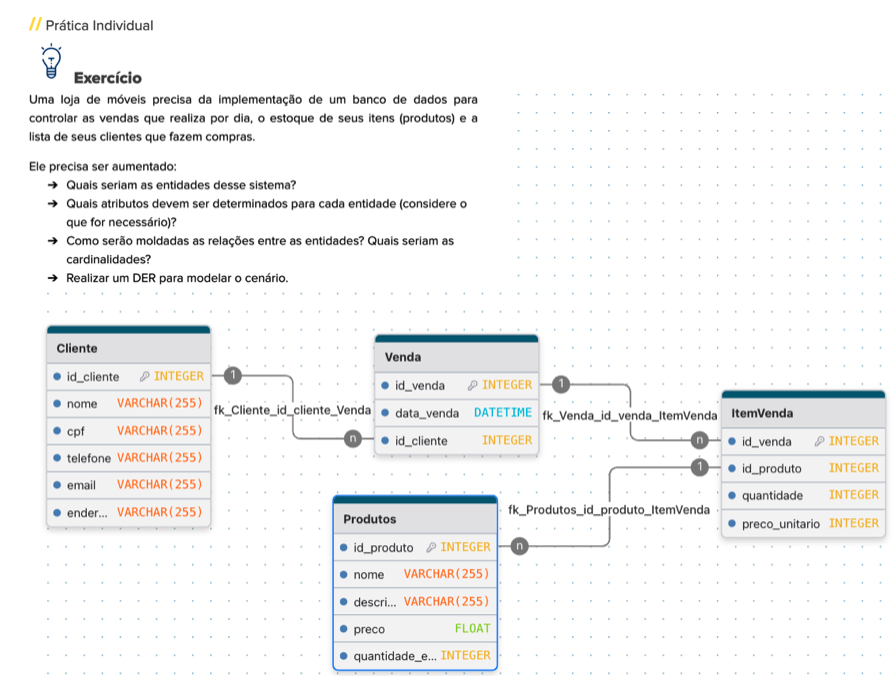 // Prática Individual
Exercício
Uma loja de móveis precisa da implementação de um banco de dados para
controlar as vendas que realiza por dia, o estoque de seus itens (produtos) e a
lista de seus clientes que fazem compras.
Ele precisa ser aumentado:
→ Quais seriam as entidades desse sistema?
→ Quais atributos devem ser determinados para cada entidade (considere o
que for necessário)?
→ Como serão moldadas as relações entre as entidades? Quais seriam as
cardinalidades?
→ Realizar um DER para modelar o cenário.
Cliente
id_cliente INTEGER
nome VARCHAR(255)
cpf VARCHAR(255)
telefone VARCHAR(255)
email VARCHAR(255)
ender... VARCHAR(255)
1
fk_Cliente_id_cliente_Venda
n
Venda
id_venda INTEGER
data_venda DATETIME
id_cliente INTEGER
1
fk_Venda_id_venda_ItemVenda
n
ItemVenda
id_venda INTEGER
id_produto INTEGER
quantidade INTEGER
preco_unitario INTEGER
1
fk_Produtos_id_produto_ItemVenda
n
Produtos
id_produto INTEGER
nome VARCHAR(255)
descri... VARCHAR(255)
preco FLOAT
quantidade_e... INTEGER